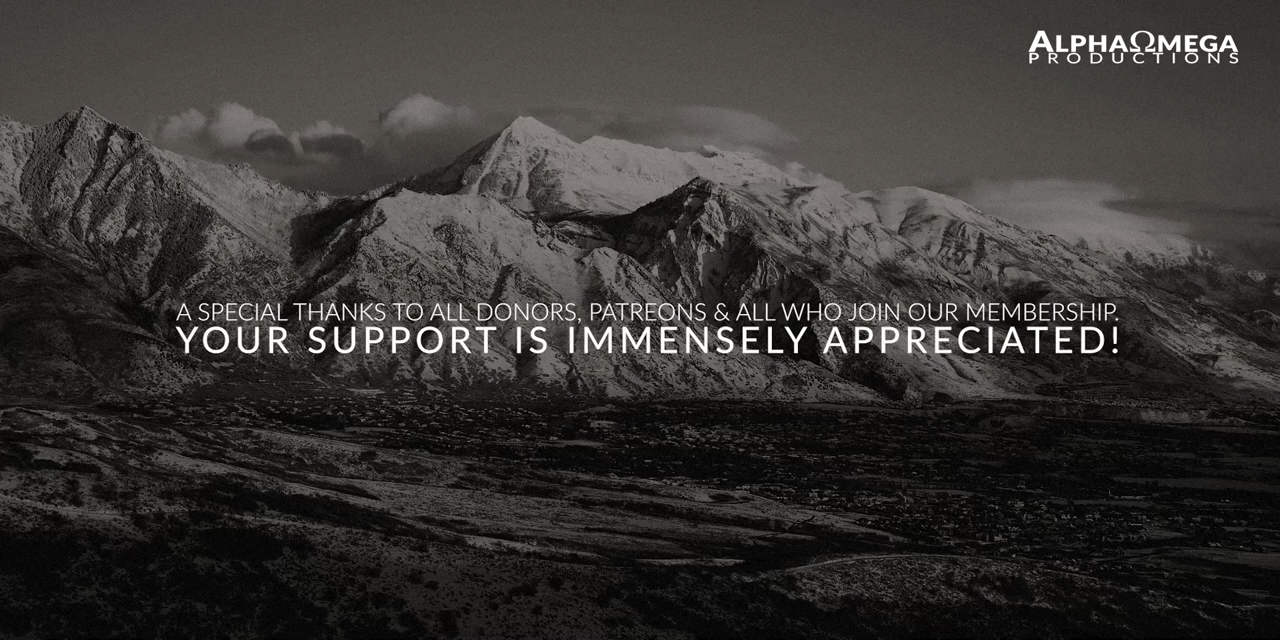 ALPHAΩMEGA
PRODUCTIONS
A SPECIAL THANKS TO ALL DONORS, PATREONS & ALL WHO JOIN OUR MEMBERSHIP.
YOUR SUPPORT IS IMMENSELY APPRECIATED!